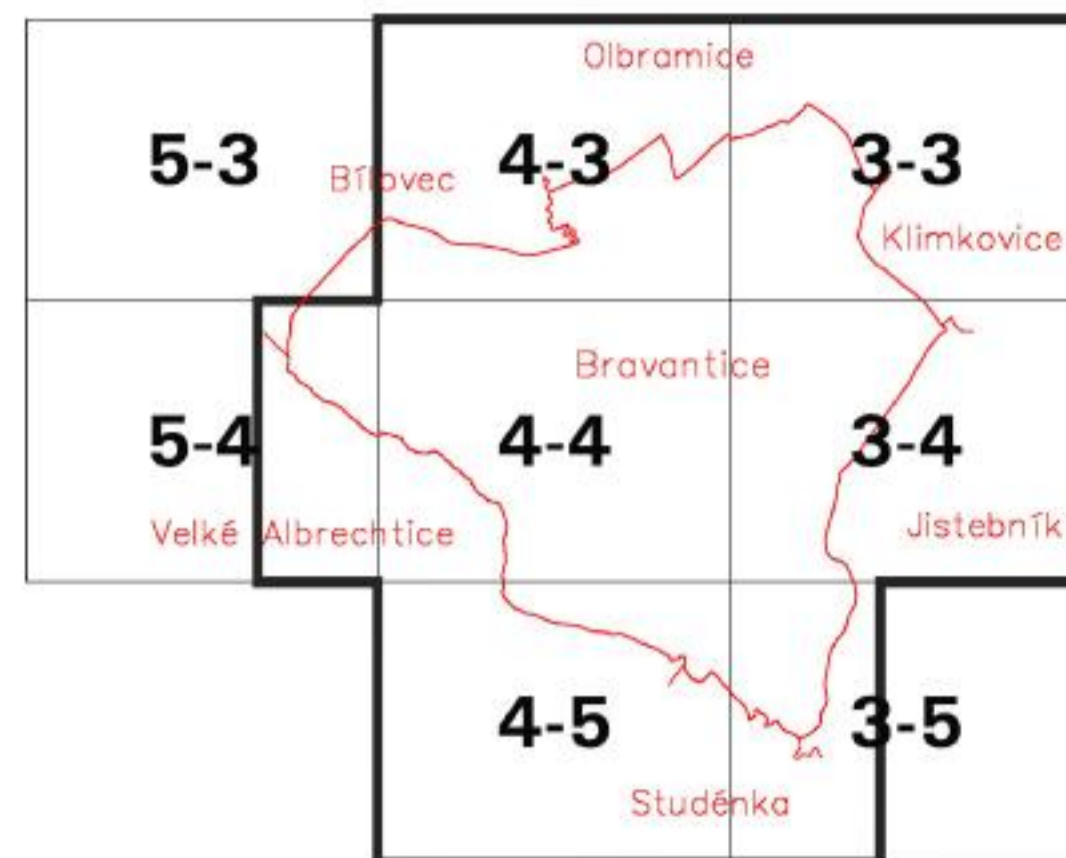 Olbramice
5-3
4-3
3-3
Bílovec
Klimkovice
Bravantice
5-4
4-4
3-4
Velké Albrechtice
Jistebník
4-5
3-5
Studénka